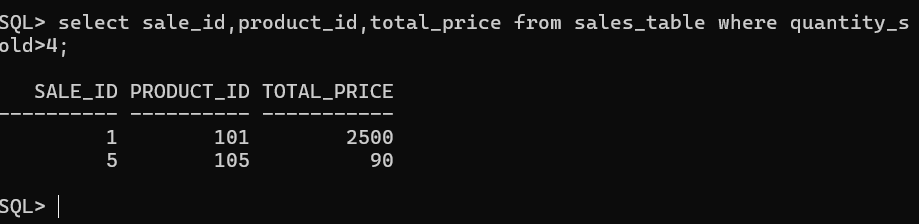 SQL> select sale_id,product_id,total_price from sales_table where quantity_s
old>4;
   SALE_ID PRODUCT_ID TOTAL_PRICE
---------- ---------- -----------
         1        101        2500
         5        105          90
SQL>